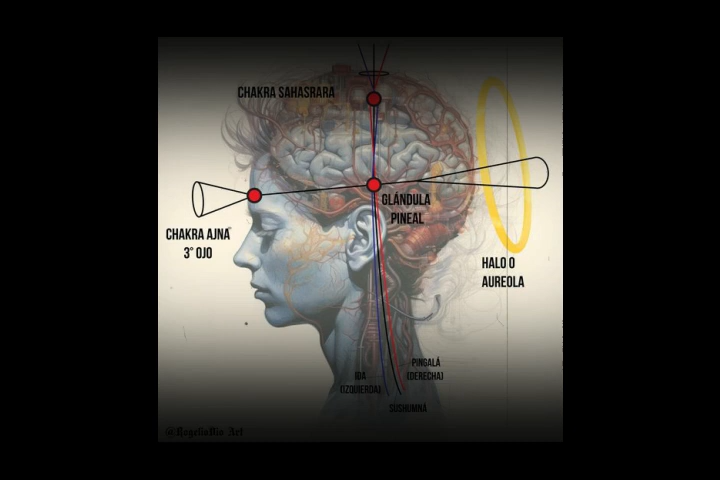 CHAKRA SAHASRARA
GLÁNDULA
PINEAL
CHAKRA AJNA
3° OJO
HALO O
AUREOLA
PINGALÁ
(DERECHA)
IDA
(IZQUIERDA)
SUSHUMNÁ